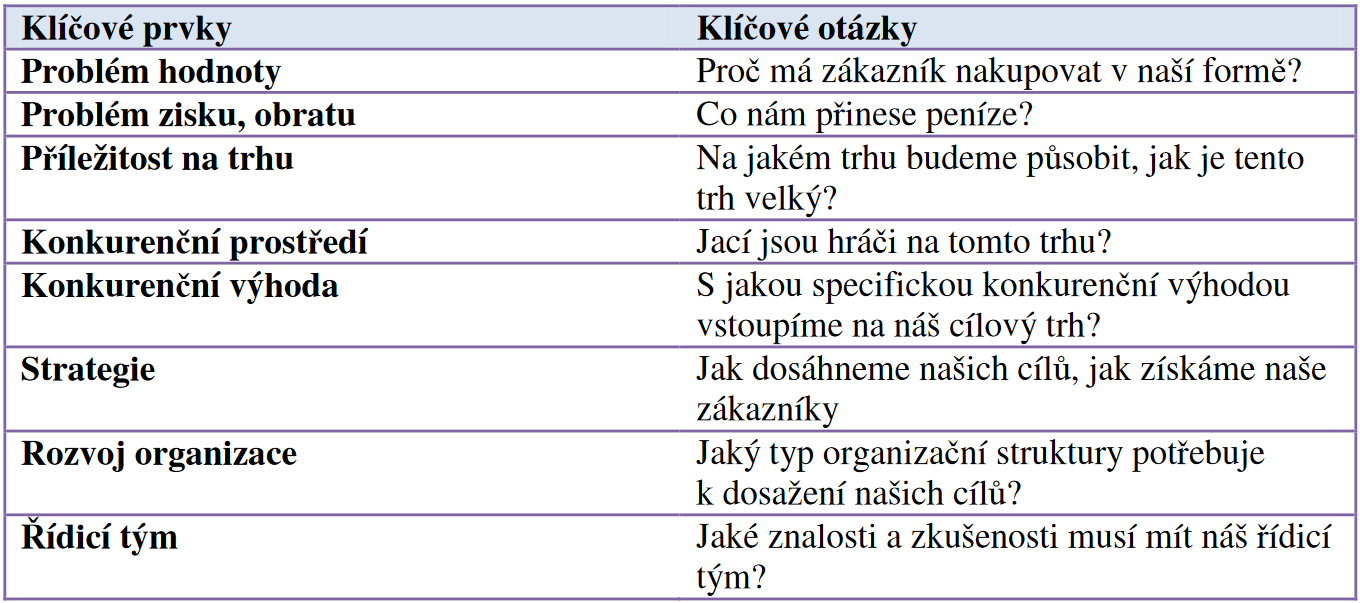 Klíčové prvky Klíčové otázky
Problém hodnoty Proč má zákazník nakupovat v naší formě?
Problém zisku, obratu Co nám přinese peníze?
Příležitost na trhu Na jakém trhu budeme působit, jak je tento
trh velký?
Konkurenční prostředí Jací jsou hráči na tomto trhu?
Konkurenční výhoda S jakou specifickou konkurenční výhodou
vstoupíme na náš cílový trh?
Strategie Jak dosáhneme našich cílů, jak získáme naše
zákazníky
Rozvoj organizace Jaký typ organizační struktury potřebuje
k dosažení našich cílů?
Řídicí tým Jaké znalosti a zkušenosti musí mít náš řídicí
tým?